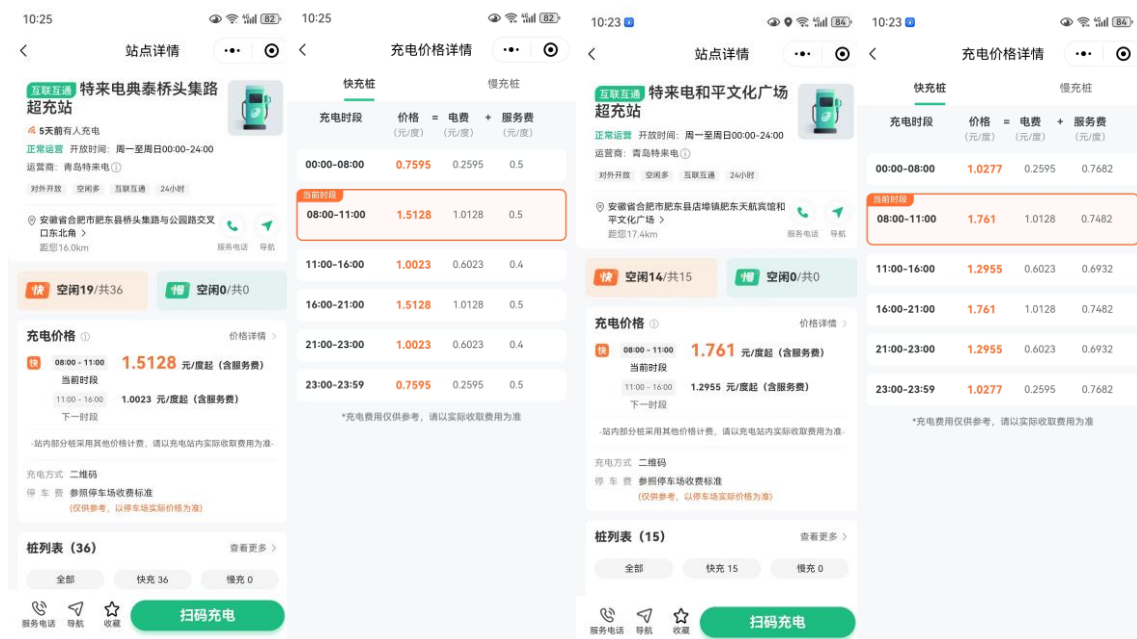 10:25
82
站点详情
互联互通 特来电典泰桥头集路
超充站
5天前有人充电
正常运营 开放时间: 周一至周日00:00-24:00
运营商: 青岛特来电
对外开放 空闲多 互联互通 24小时
安徽省合肥市肥东县桥头集路与公园路交叉
口东北角 >
距您16.0km
服务电话 导航
快 空闲19/共36
慢 空闲0/共0
充电价格 价格详情 >
快 08:00 - 11:00 1.5128 元/度起（含服务费）
当前时段
11:00 - 16:00 1.0023 元/度起（含服务费）
下一时段
·站内部分桩采用其他价格计费，请以充电站内实际收取费用为准·
充电方式 二维码
停 车 费 参照停车场收费标准
(仅供参考，以停车场实际价格为准)
桩列表（36） 查看更多 >
全部 快充 36 慢充 0
服务电话 导航 收藏 扫码充电
10:25
82
充电价格详情
快充桩 慢充桩
充电时段 价格 = 电费 + 服务费
(元/度) (元/度) (元/度)
00:00-08:00 0.7595 0.2595 0.5
当前时段
08:00-11:00 1.5128 1.0128 0.5
11:00-16:00 1.0023 0.6023 0.4
16:00-21:00 1.5128 1.0128 0.5
21:00-23:00 1.0023 0.6023 0.4
23:00-23:59 0.7595 0.2595 0.5
*充电费用仅供参考，请以实际收取费用为准
10:23
84
站点详情
互联互通 特来电和平文化广场
超充站
正常运营 开放时间: 周一至周日00:00-24:00
运营商: 青岛特来电
对外开放 空闲多 互联互通 24小时
安徽省合肥市肥东县店埠镇肥东天航宾馆和
平文化广场 >
距您17.4km
服务电话 导航
快 空闲14/共15
慢 空闲0/共0
充电价格 价格详情 >
快 08:00 - 11:00 1.761 元/度起（含服务费）
当前时段
11:00 - 16:00 1.2955 元/度起（含服务费）
下一时段
·站内部分桩采用其他价格计费，请以充电站内实际收取费用为准·
充电方式 二维码
停 车 费 参照停车场收费标准
(仅供参考，以停车场实际价格为准)
桩列表（15） 查看更多 >
全部 快充 15 慢充 0
服务电话 导航 收藏 扫码充电
10:23
84
充电价格详情
快充桩 慢充桩
充电时段 价格 = 电费 + 服务费
(元/度) (元/度) (元/度)
00:00-08:00 1.0277 0.2595 0.7682
当前时段
08:00-11:00 1.761 1.0128 0.7482
11:00-16:00 1.2955 0.6023 0.6932
16:00-21:00 1.761 1.0128 0.7482
21:00-23:00 1.2955 0.6023 0.6932
23:00-23:59 1.0277 0.2595 0.7682
*充电费用仅供参考，请以实际收取费用为准